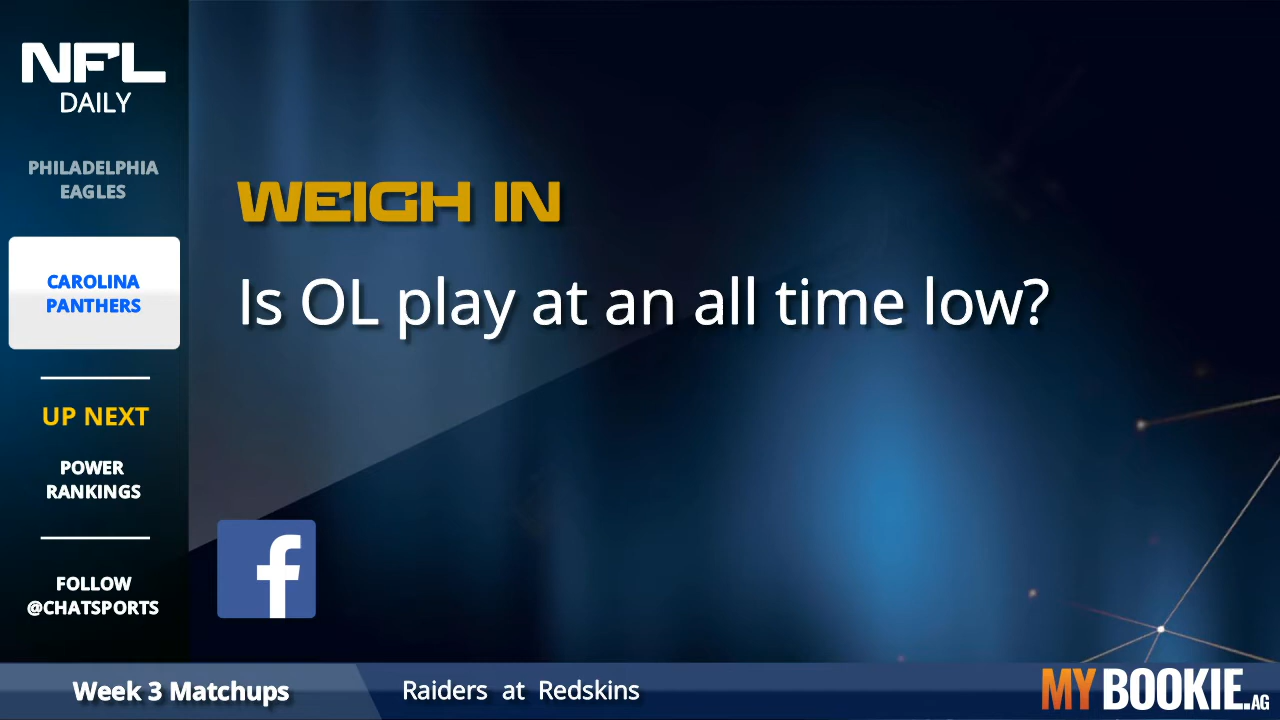 NFL
DAILY
PHILADELPHIA
EAGLES
CAROLINA
PANTHERS
UP NEXT
POWER
RANKINGS
FOLLOW
@CHATSPORTS
WEIGH IN
Is OL play at an all time low?
f
Week 3 Matchups
Raiders at Redskins
MYBOOKIE.AG